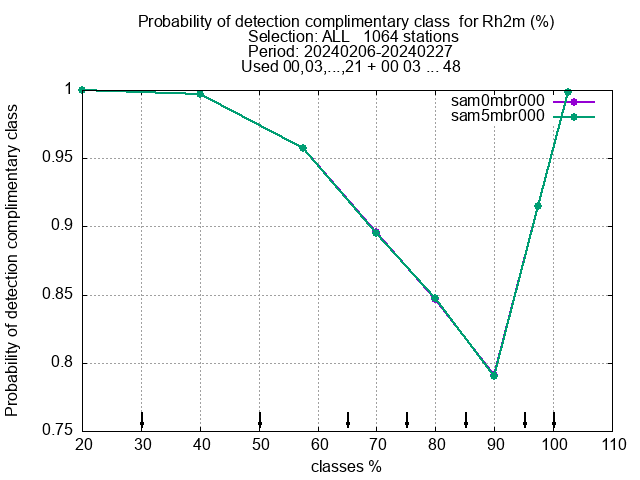 Probability of detection complimentary class  for Rh2m (%)
Selection: ALL   1064 stations
Period: 20240206-20240227
Used 00,03,...,21 + 00 03 ... 48
sam0mbr000
sam5mbr000
Probability of detection complimentary class
1
0.95
0.9
0.85
0.8
0.75
20 30 40 50 60 70 80 90 100 110
classes %